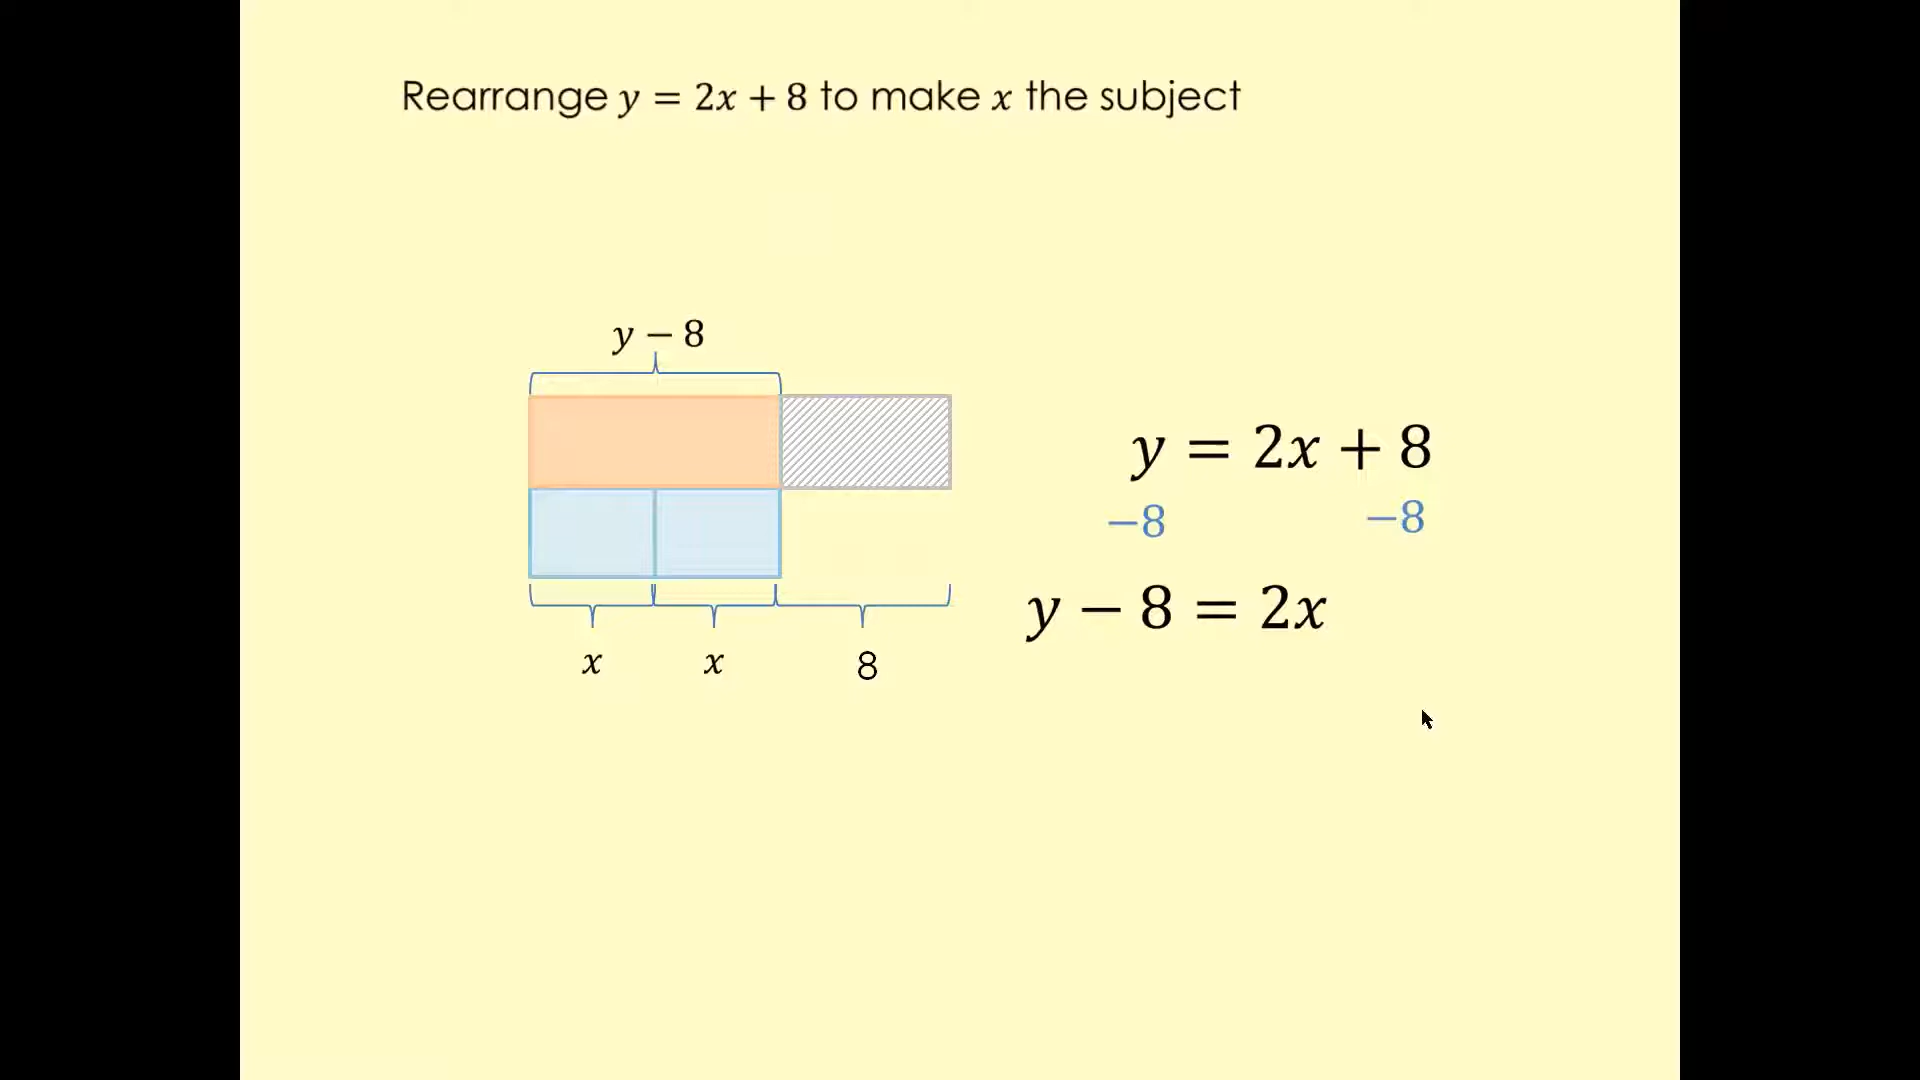 Rearrange y = 2x + 8 to make x the subject
y − 8
x x 8
y = 2x + 8
−8 −8
y − 8 = 2x